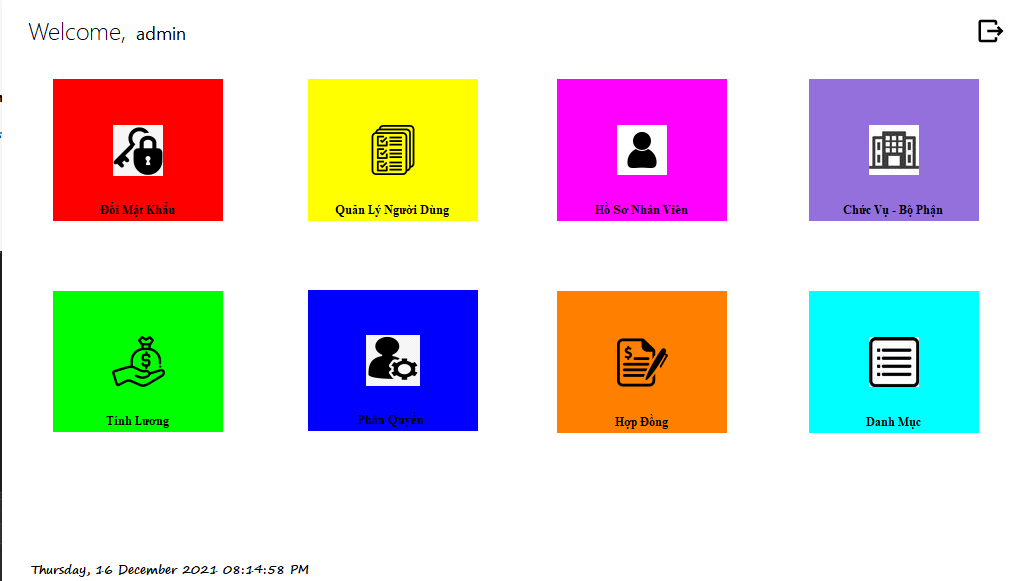 Welcome, admin
Đổi Mật Khẩu
Quản Lý Người Dùng
Hồ Sơ Nhân Viên
Chức Vụ - Bộ Phận
Tính Lương
Phân Quyền
Hợp Đồng
Danh Mục
Thursday, 16 December 2021 08:14:58 PM